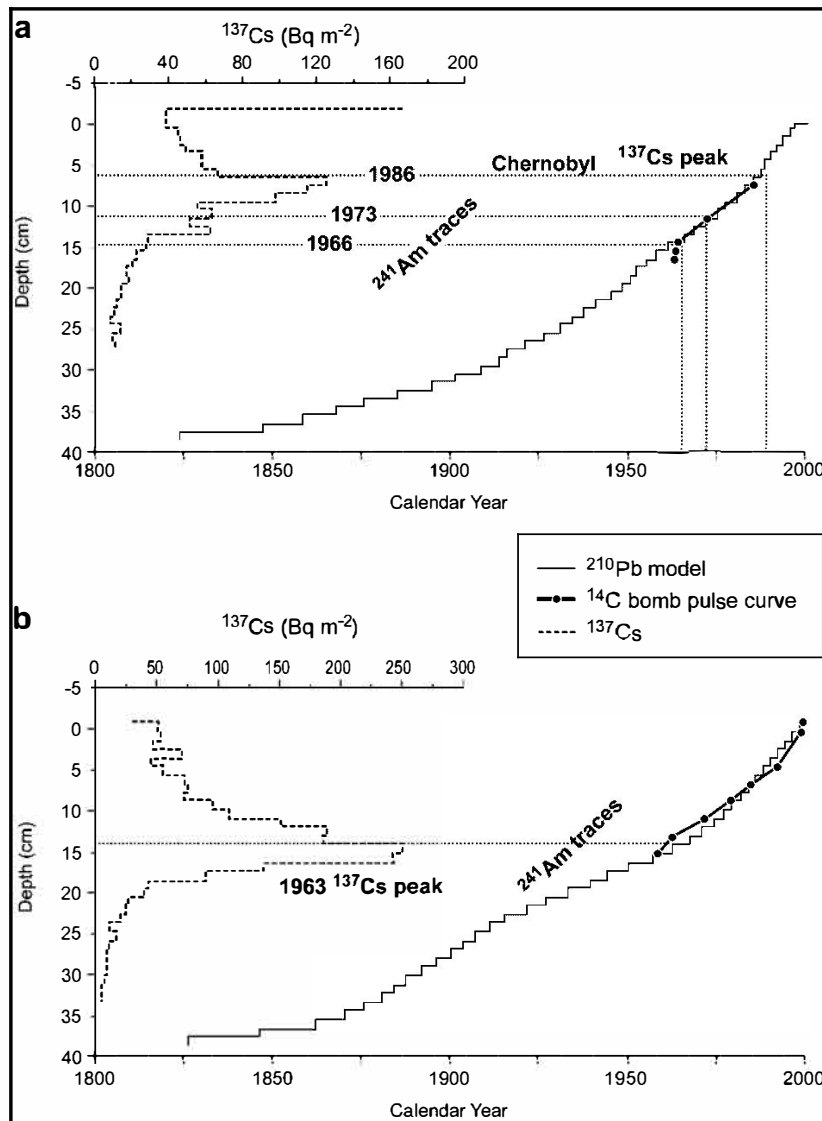 a
¹³⁷Cs (Bq m⁻²)
0 40 80 120 160 200
-5
0
5
10
15
20
25
30
35
40
Depth (cm)
Chernobyl ¹³⁷Cs peak
1986
1973
1966
²⁴¹Am traces
1800 1850 1900 1950 2000
Calendar Year
²¹⁰Pb model
¹⁴C bomb pulse curve
¹³⁷Cs
b
¹³⁷Cs (Bq m⁻²)
0 50 100 150 200 250 300
-5
0
5
10
15
20
25
30
35
40
Depth (cm)
²⁴¹Am traces
1963 ¹³⁷Cs peak
1800 1850 1900 1950 2000
Calendar Year